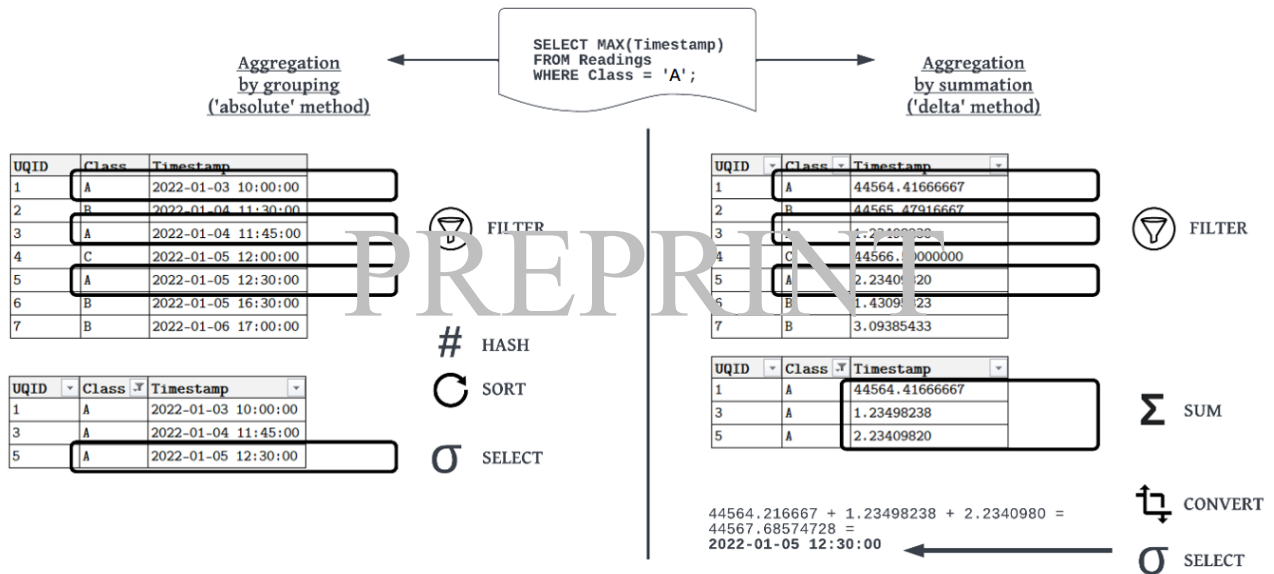 SELECT MAX(Timestamp)
FROM Readings
WHERE Class = 'A';
Aggregation
by grouping
('absolute' method)
Aggregation
by summation
('delta' method)
UQID Class Timestamp
1 A 2022-01-03 10:00:00
2 B 2022-01-04 11:30:00
3 A 2022-01-04 11:45:00
4 C 2022-01-05 12:00:00
5 A 2022-01-05 12:30:00
6 B 2022-01-05 16:30:00
7 B 2022-01-06 17:00:00
FILTER
# HASH
SORT
UQID Class Timestamp
1 A 2022-01-03 10:00:00
3 A 2022-01-04 11:45:00
5 A 2022-01-05 12:30:00
σ SELECT
UQID Class Timestamp
1 A 44564.41666667
2 B 44565.47916667
3 A
4 C 44566.50000000
5 A 2.23409820
6 B
7 B 3.09385433
FILTER
UQID Class Timestamp
1 A 44564.41666667
3 A 1.23498238
5 A 2.23409820
Σ SUM
44564.216667 + 1.23498238 + 2.2340980 =
44567.68574728 =
2022-01-05 12:30:00
CONVERT
σ SELECT
PREPRINT